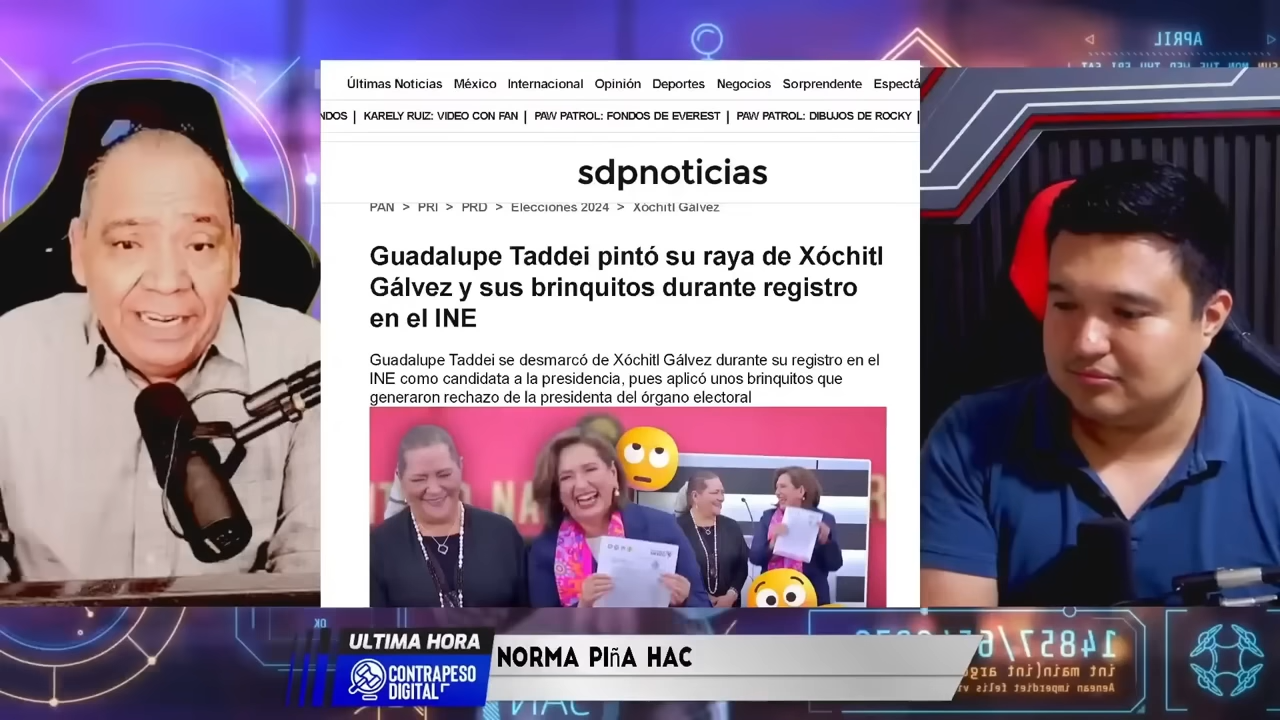 APRIL
Últimas Noticias México Internacional Opinión Deportes Negocios Sorprendente Espectá
NDOS | KARELY RUIZ: VIDEO CON FAN | PAW PATROL: FONDOS DE EVEREST | PAW PATROL: DIBUJOS DE ROCKY |
sdpnoticias
PAN > PRI > PRD > Elecciones 2024 > Xóchitl Gálvez
Guadalupe Taddei pintó su raya de Xóchitl
Gálvez y sus brinquitos durante registro
en el INE
Guadalupe Taddei se desmarcó de Xóchitl Gálvez durante su registro en el
INE como candidata a la presidencia, pues aplicó unos brinquitos que
generaron rechazo de la presidenta del órgano electoral
ULTIMA HORA
CONTRAPESO
DIGITAL
NORMA PIñA HAC